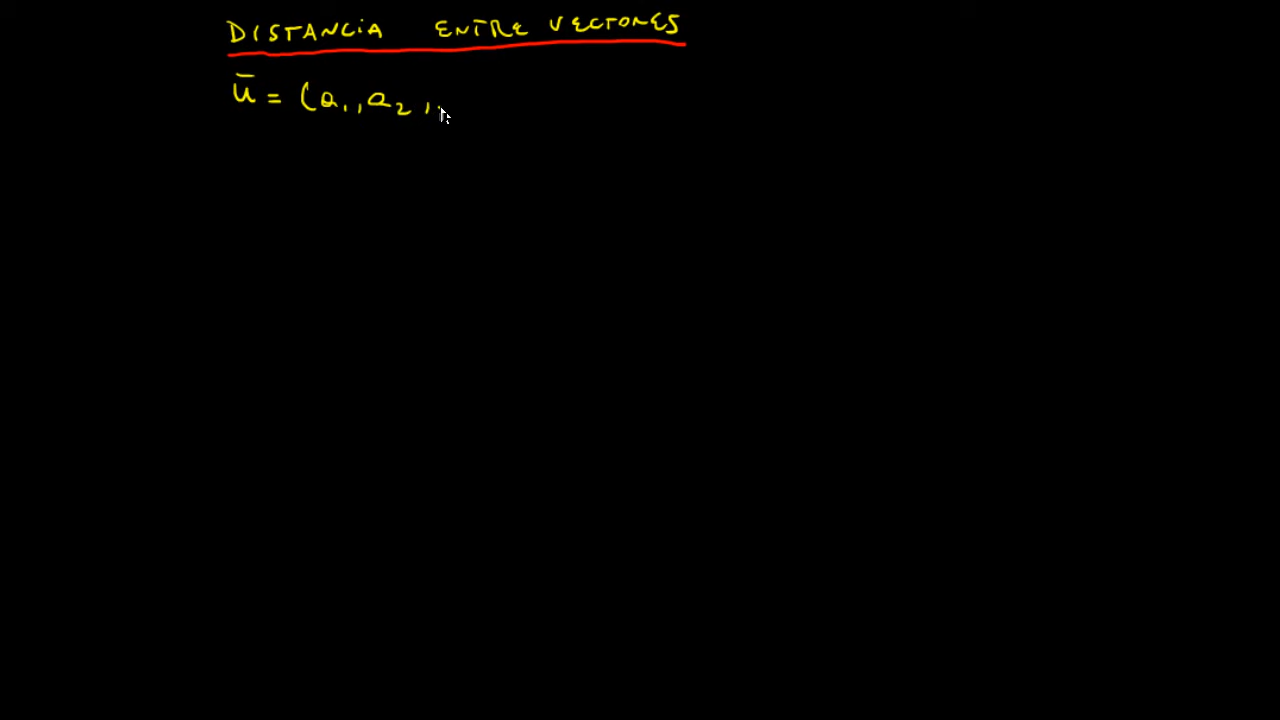 DISTANCIA ENTRE VECTORES
ū = (a₁, a₂, .